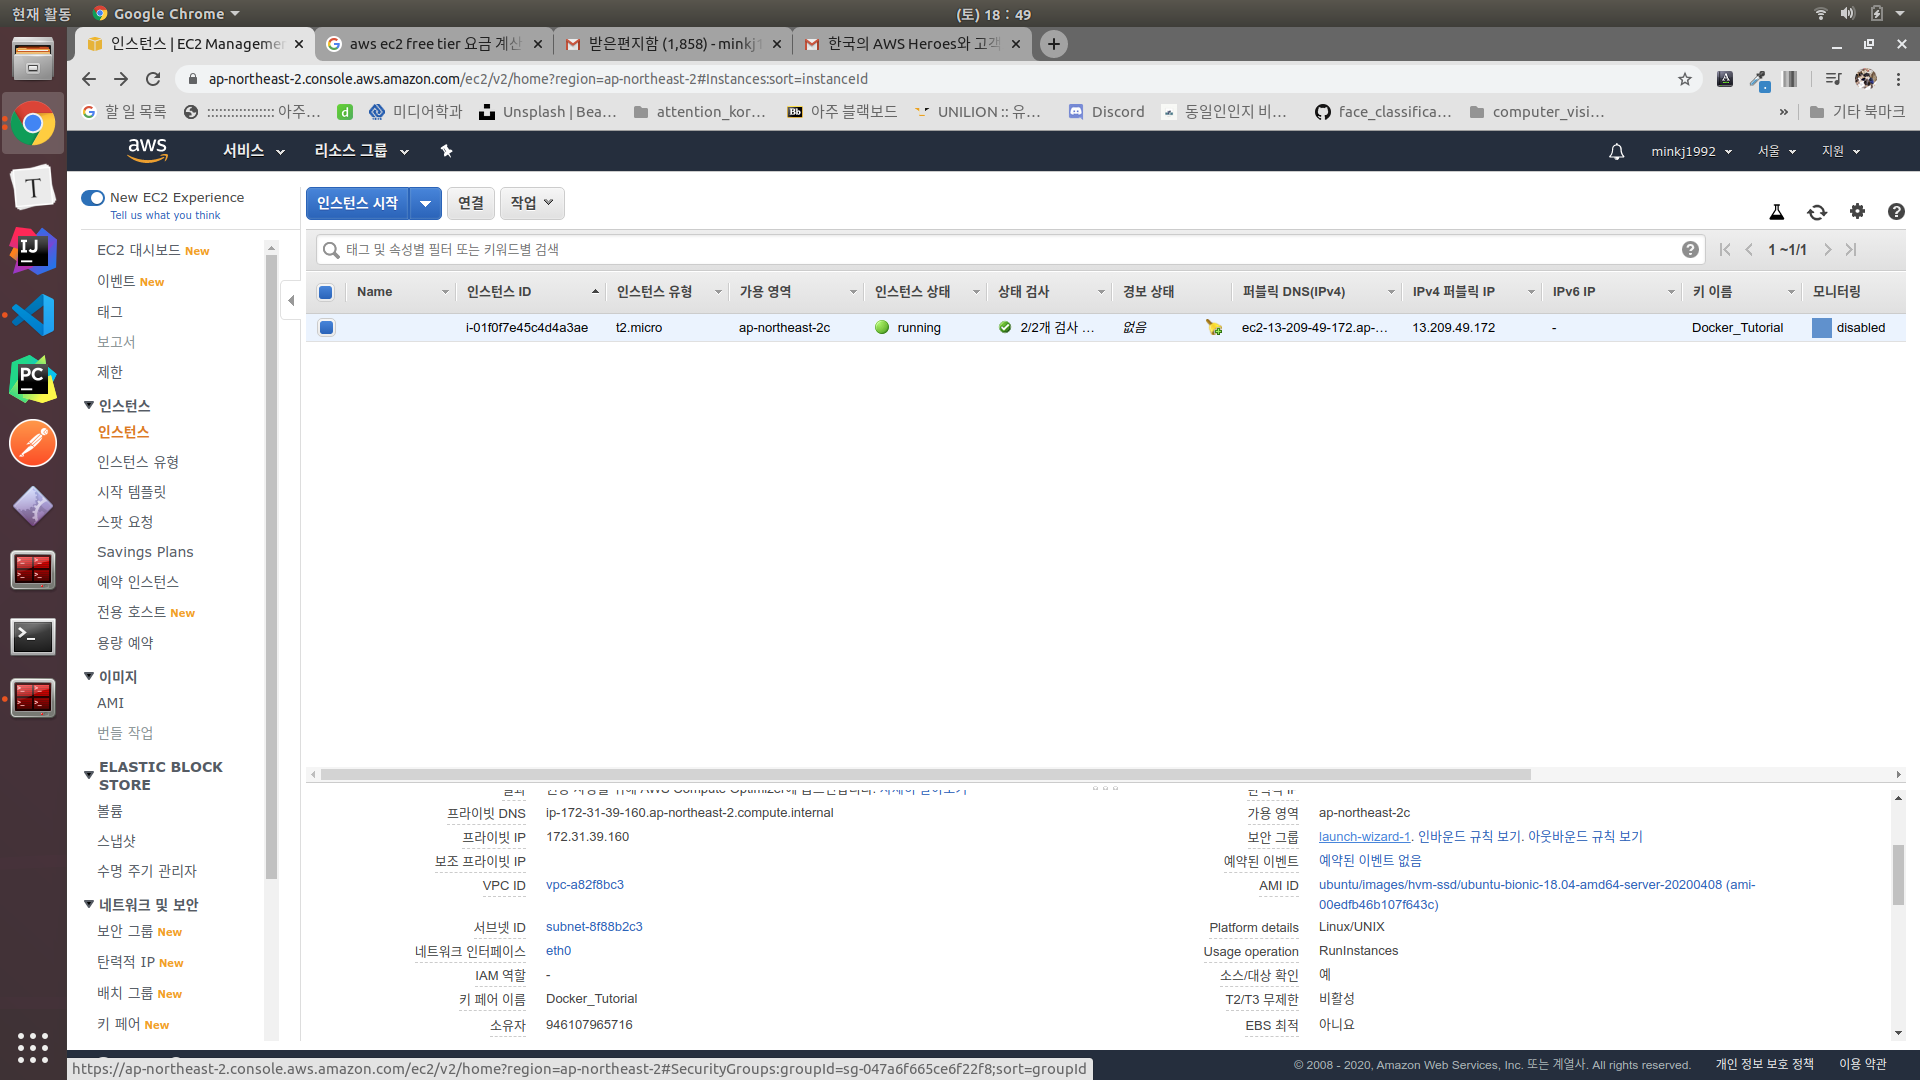 현재 활동
Google Chrome
(토) 18 : 49
인스턴스 | EC2 Managemen
aws ec2 free tier 요금 계산
받은편지함 (1,858) - minkj1
한국의 AWS Heroes와 고객
ap-northeast-2.console.aws.amazon.com/ec2/v2/home?region=ap-northeast-2#Instances:sort=instanceId
할 일 목록
:::::::::::::::: 아주...
미디어학과
Unsplash | Bea...
attention_kor...
아주 블랙보드
UNILION :: 유...
Discord
동일인인지 비...
face_classifica...
computer_visi...
»
기타 북마크
aws
서비스
리소스 그룹
minkj1992
서울
지원
New EC2 Experience
Tell us what you think
인스턴스 시작
연결
작업
EC2 대시보드 New
이벤트 New
태그
보고서
제한
인스턴스
인스턴스
인스턴스 유형
시작 템플릿
스팟 요청
Savings Plans
예약 인스턴스
전용 호스트 New
용량 예약
이미지
AMI
번들 작업
ELASTIC BLOCK
STORE
볼륨
스냅샷
수명 주기 관리자
네트워크 및 보안
보안 그룹 New
탄력적 IP New
배치 그룹 New
키 페어 New
태그 및 속성별 필터 또는 키워드별 검색
1 ~1/1
Name 인스턴스 ID 인스턴스 유형 가용 영역 인스턴스 상태 상태 검사 경보 상태 퍼블릭 DNS(IPv4) IPv4 퍼블릭 IP IPv6 IP 키 이름 모니터링
i-01f0f7e45c4d4a3ae t2.micro ap-northeast-2c running 2/2개 검사 ... 없음 ec2-13-209-49-172.ap-... 13.209.49.172 - Docker_Tutorial disabled
프라이빗 DNS ip-172-31-39-160.ap-northeast-2.compute.internal
프라이빗 IP 172.31.39.160
보조 프라이빗 IP
VPC ID vpc-a82f8bc3
서브넷 ID subnet-8f88b2c3
네트워크 인터페이스 eth0
IAM 역할 -
키 페어 이름 Docker_Tutorial
소유자 946107965716
가용 영역 ap-northeast-2c
보안 그룹 launch-wizard-1. 인바운드 규칙 보기. 아웃바운드 규칙 보기
예약된 이벤트 예약된 이벤트 없음
AMI ID ubuntu/images/hvm-ssd/ubuntu-bionic-18.04-amd64-server-20200408 (ami-
00edfb46b107f643c)
Platform details Linux/UNIX
Usage operation RunInstances
소스/대상 확인 예
T2/T3 무제한 비활성
EBS 최적 아니요
https://ap-northeast-2.console.aws.amazon.com/ec2/v2/home?region=ap-northeast-2#SecurityGroups:groupId=sg-047a6f665ce6f22f8;sort=groupId
© 2008 - 2020, Amazon Web Services, Inc. 또는 계열사. All rights reserved.
개인 정보 보호 정책
이용 약관